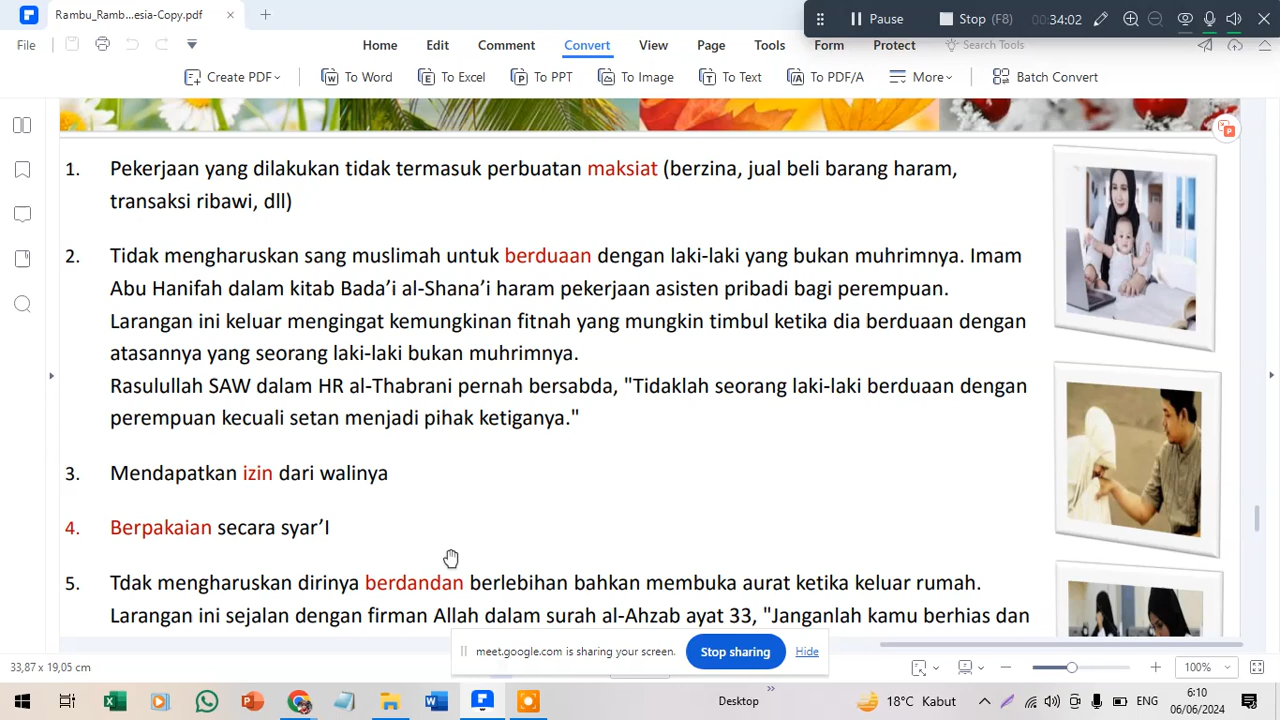 Rambu_Ramb...esia-Copy.pdf
Pause
Stop (F8)
00:34:02
File
Home
Edit
Comment
Convert
View
Page
Tools
Form
Protect
Search Tools
Create PDF
To Word
To Excel
To PPT
To Image
To Text
To PDF/A
More
Batch Convert
1. Pekerjaan yang dilakukan tidak termasuk perbuatan maksiat (berzina, jual beli barang haram,
transaksi ribawi, dll)
2. Tidak mengharuskan sang muslimah untuk berduaan dengan laki-laki yang bukan muhrimnya. Imam
Abu Hanifah dalam kitab Bada’i al-Shana’i haram pekerjaan asisten pribadi bagi perempuan.
Larangan ini keluar mengingat kemungkinan fitnah yang mungkin timbul ketika dia berduaan dengan
atasannya yang seorang laki-laki bukan muhrimnya.
Rasulullah SAW dalam HR al-Thabrani pernah bersabda, "Tidaklah seorang laki-laki berduaan dengan
perempuan kecuali setan menjadi pihak ketiganya."
3. Mendapatkan izin dari walinya
4. Berpakaian secara syar’I
5. Tdak mengharuskan dirinya berdandan berlebihan bahkan membuka aurat ketika keluar rumah.
Larangan ini sejalan dengan firman Allah dalam surah al-Ahzab ayat 33, "Janganlah kamu berhias dan
meet.google.com is sharing your screen.
Stop sharing
Hide
33,87 x 19,05 cm
100%
Desktop
18°C Kabut
ENG
6:10
06/06/2024